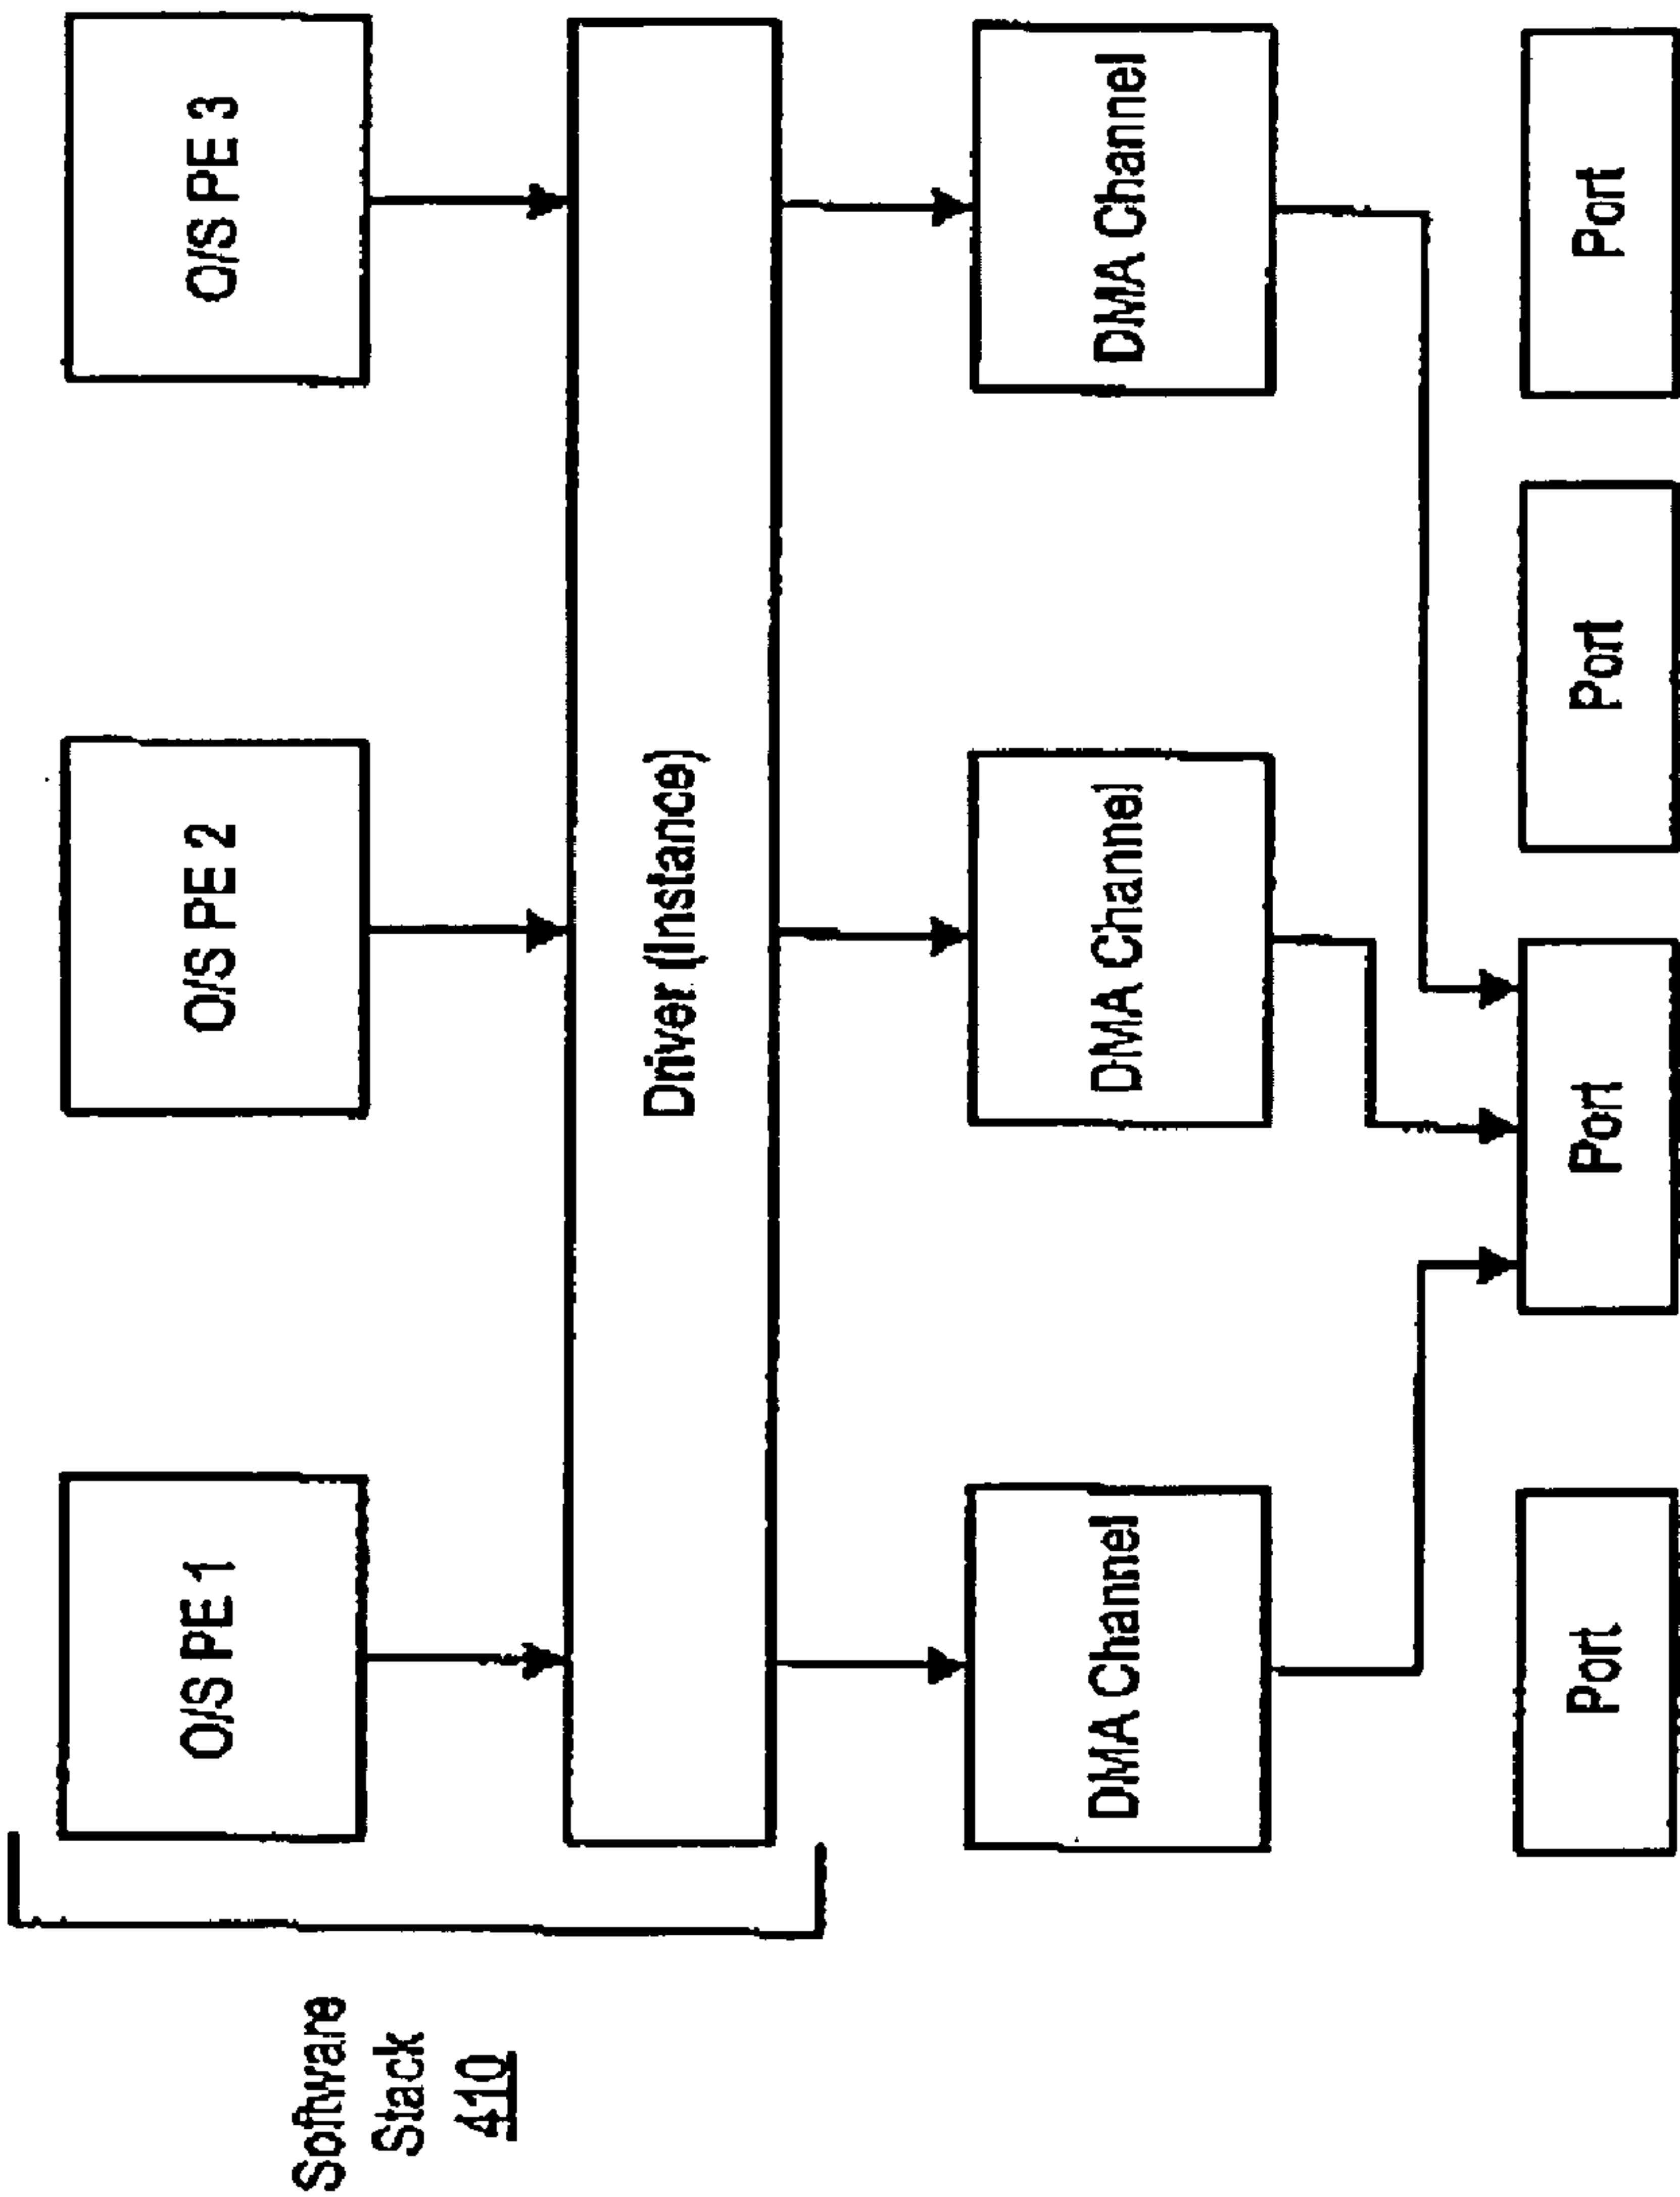 Software
Stack
410
O/S PE 1
O/S PE 2
O/S PE 3
Driver (Instance)
DMA Channel
DMA Channel
DMA Channel
Port
Port
Port
Port